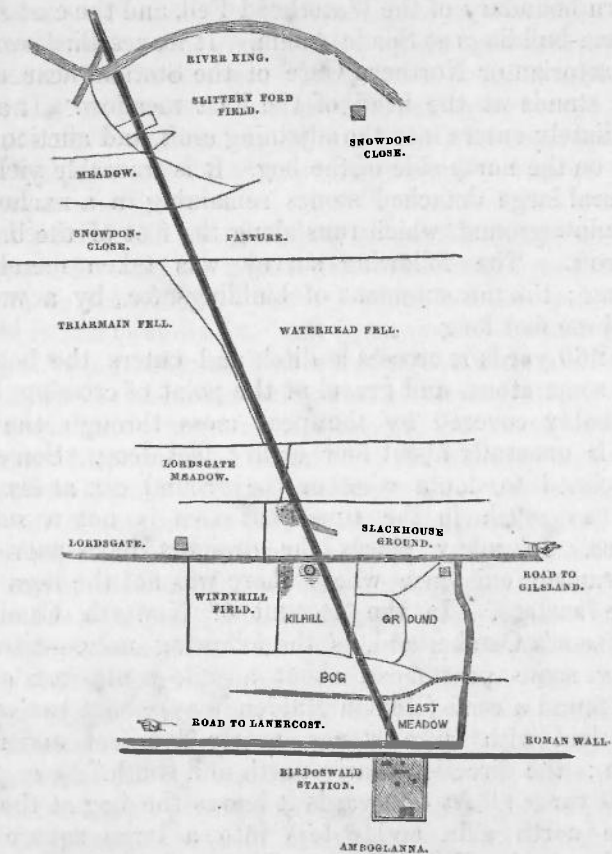 RIVER KING.
SLITTERY FORD
FIELD.
SNOWDON-
CLOSE.
MEADOW.
SNOWDON-
CLOSE.
PASTURE.
TRIARMAIN FELL.
WATERHEAD FELL.
LORDSGATE
MEADOW.
SLACKHOUSE
GROUND.
LORDSGATE.
ROAD TO
GILSLAND.
WINDYHILL
FIELD.
KILHILL
GROUND
BOG
EAST
MEADOW
ROAD TO LANERCOST.
ROMAN WALL.
BIRDOSWALD
STATION.
AMBOGLANNA.